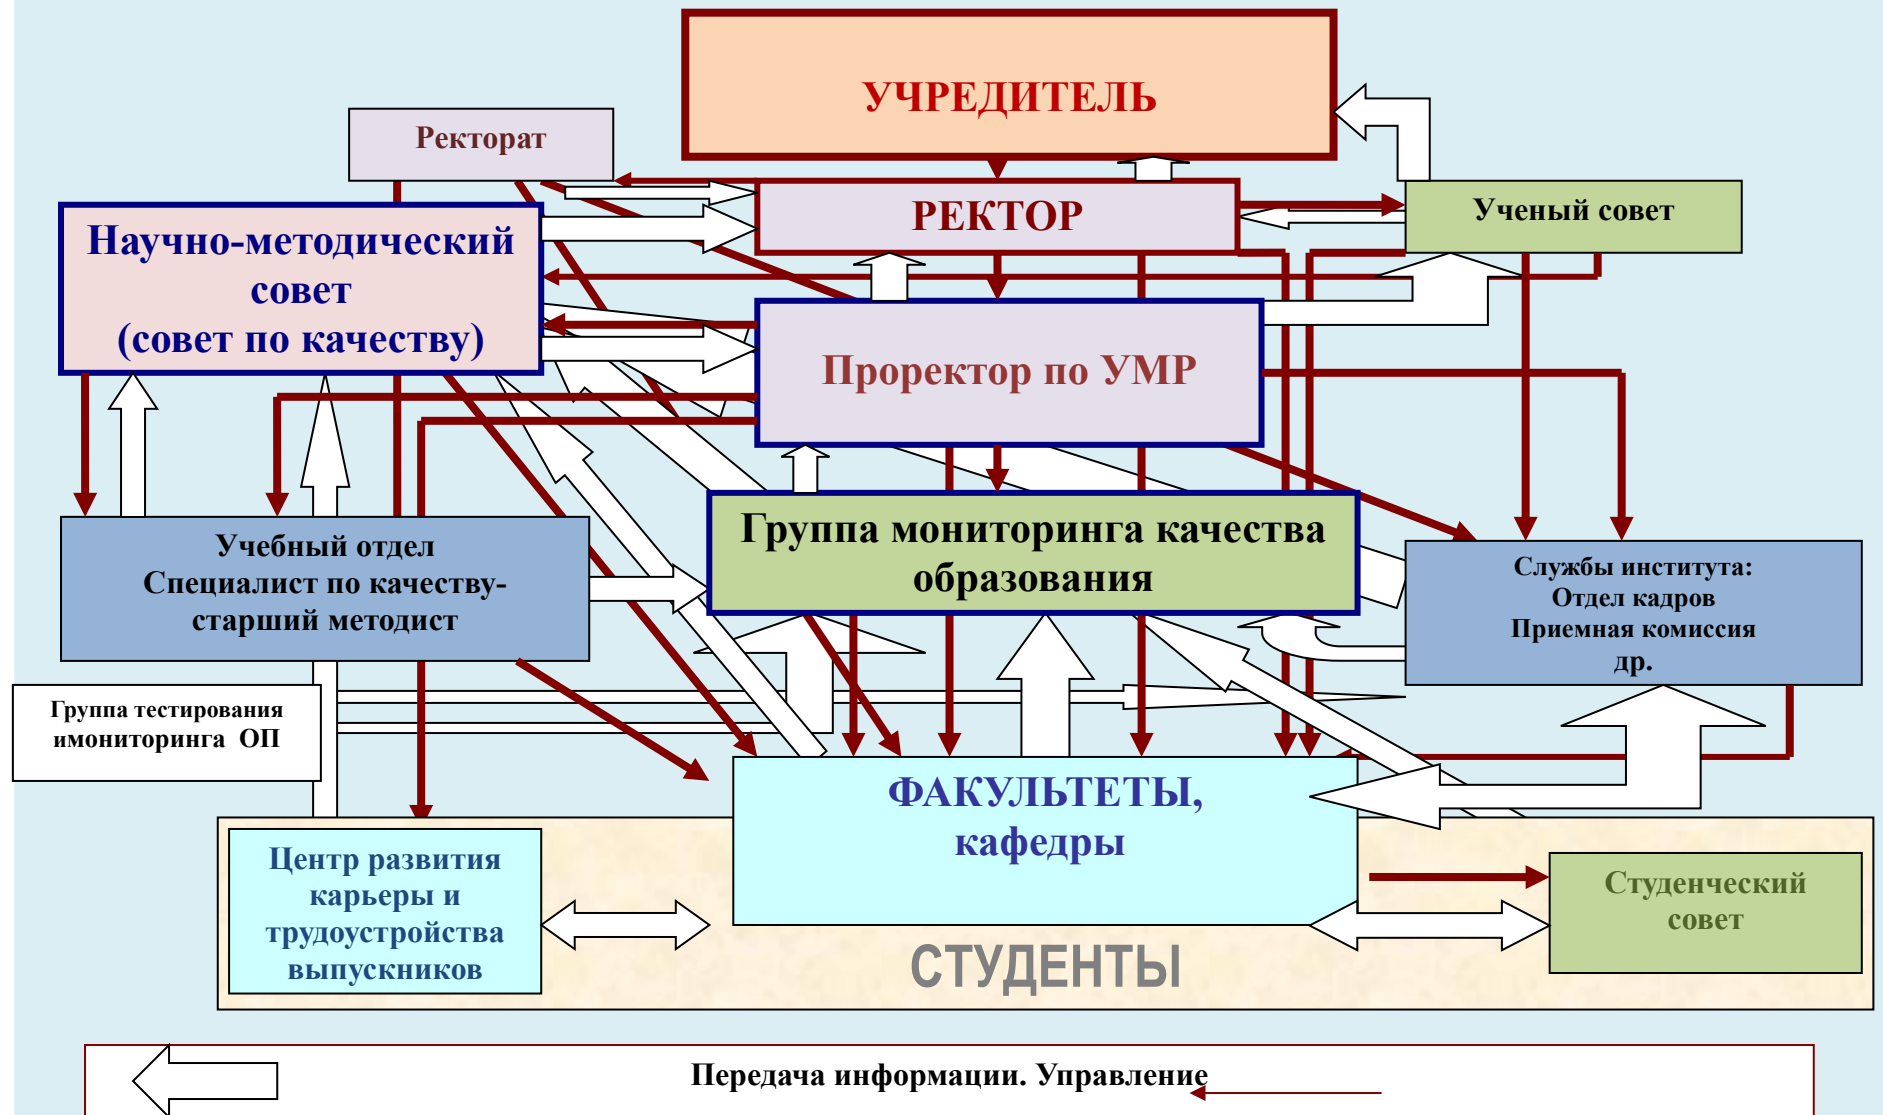 УЧРЕДИТЕЛЬ
Ректорат
РЕКТОР
Ученый совет
Научно-методический
совет
(совет по качеству)
Проректор по УМР
Группа мониторинга качества
образования
Учебный отдел
Специалист по качеству-
старший методист
Службы института:
Отдел кадров
Приемная комиссия
др.
Группа тестирования
имониторинга ОП
ФАКУЛЬТЕТЫ,
кафедры
Центр развития
карьеры и
трудоустройства
выпускников
Студенческий
совет
СТУДЕНТЫ
Передача информации. Управление